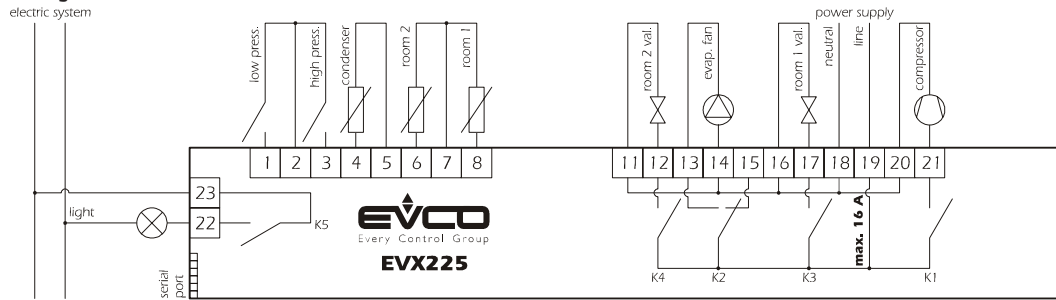 electric system
power supply
low press.
high press.
condenser
room 2
room 1
room 2 val.
evap. fan
room 1 val.
neutral
line
compressor
1 2 3 4 5 6 7 8
11 12 13 14 15 16 17 18 19 20 21
23
22
light
K5
EVCO
Every Control Group
EVX225
max. 16 A
serial
port
K4 K2 K3 K1